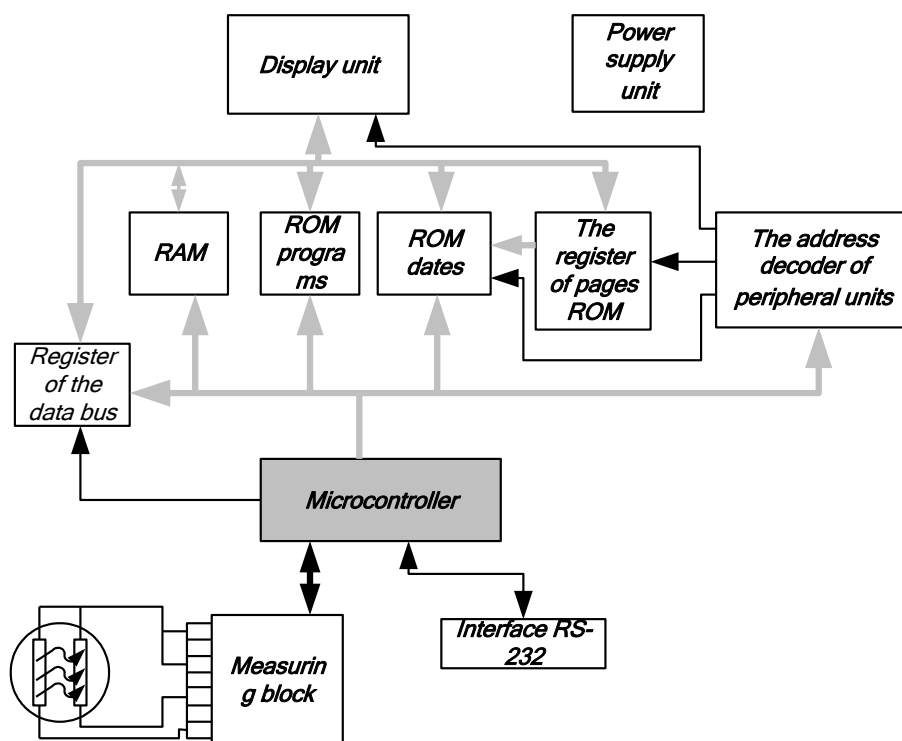 Display unit
Power
supply
unit
RAM
ROM
progra
ms
ROM
dates
The
register
of pages
ROM
The address
decoder of
peripheral units
Register
of the
data bus
Microcontroller
Measurin
g block
Interface RS-
232